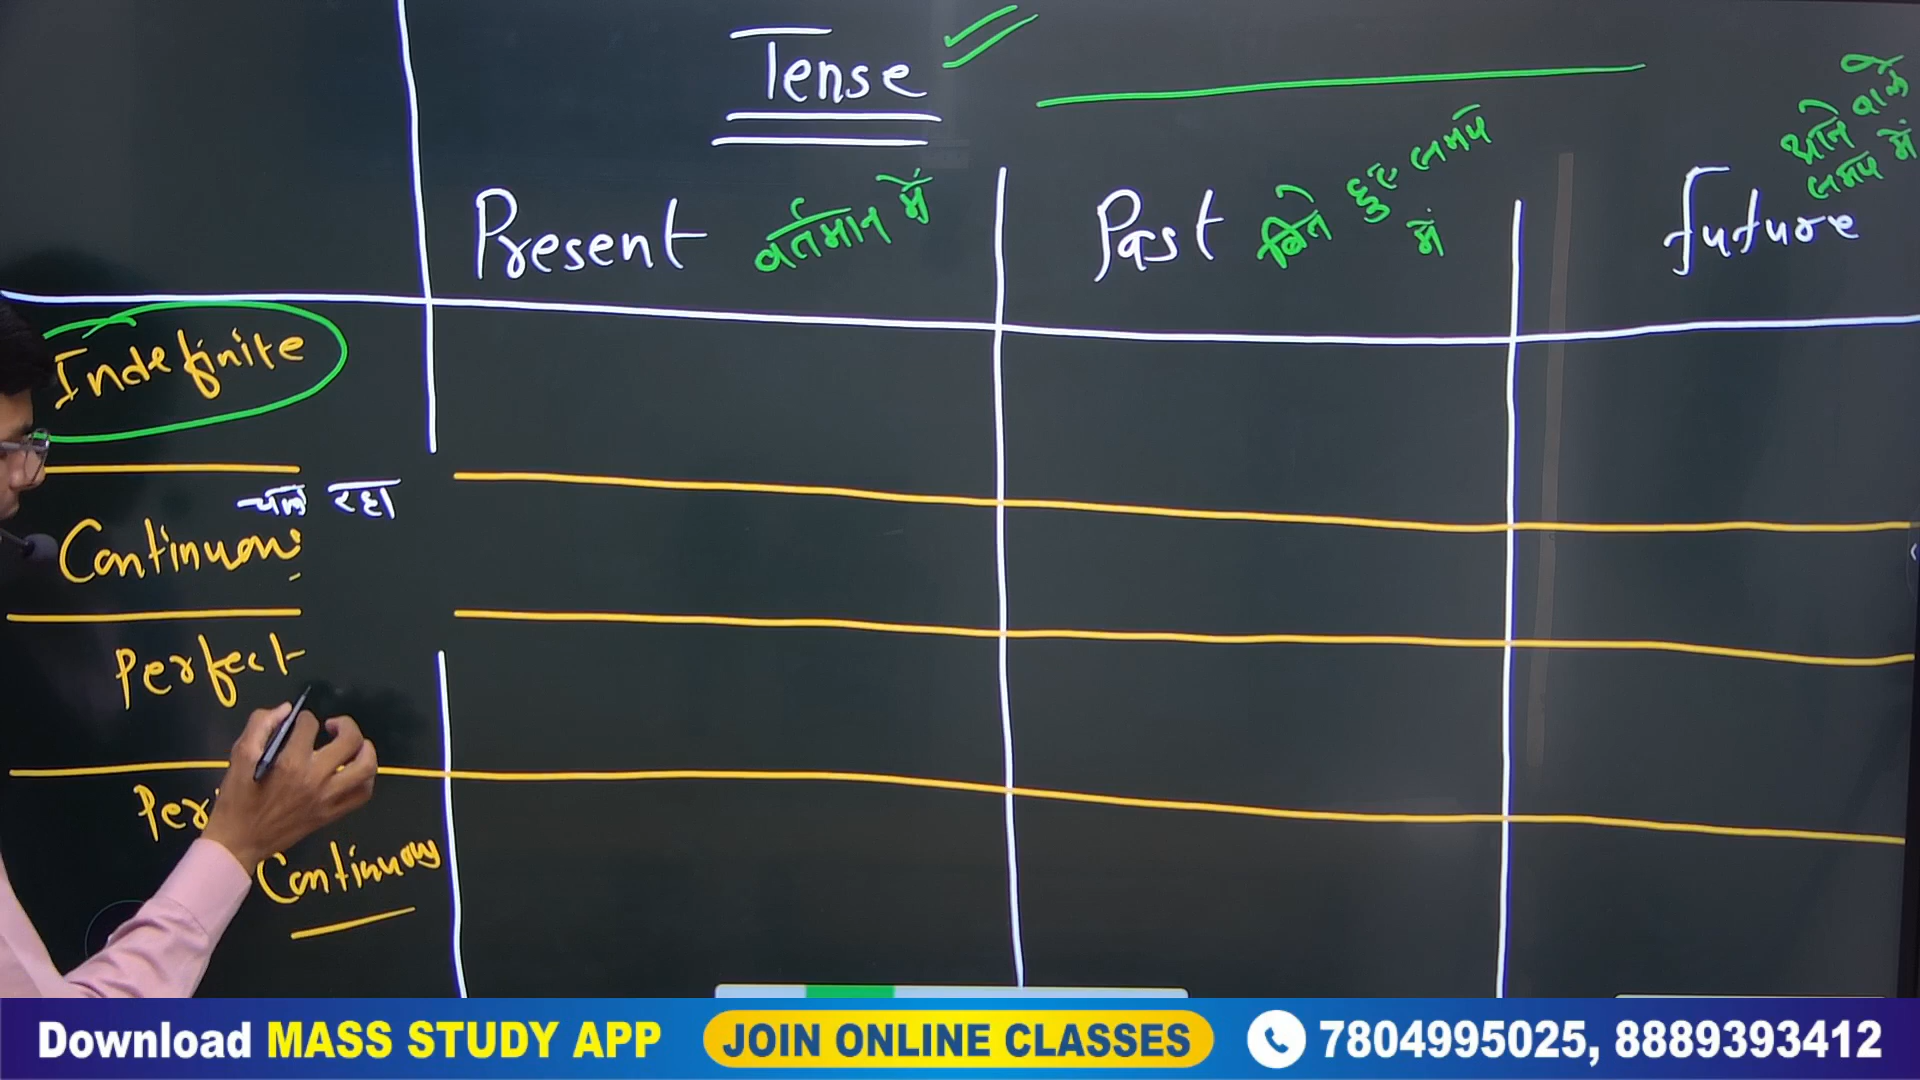 Tense
Present वर्तमान में
Past बिते हुए समय में
future आने वाले समय में
Indefinite
चल रहा
Continuous
Perfect
Per
Continuous
Download MASS STUDY APP JOIN ONLINE CLASSES 7804995025, 8889393412